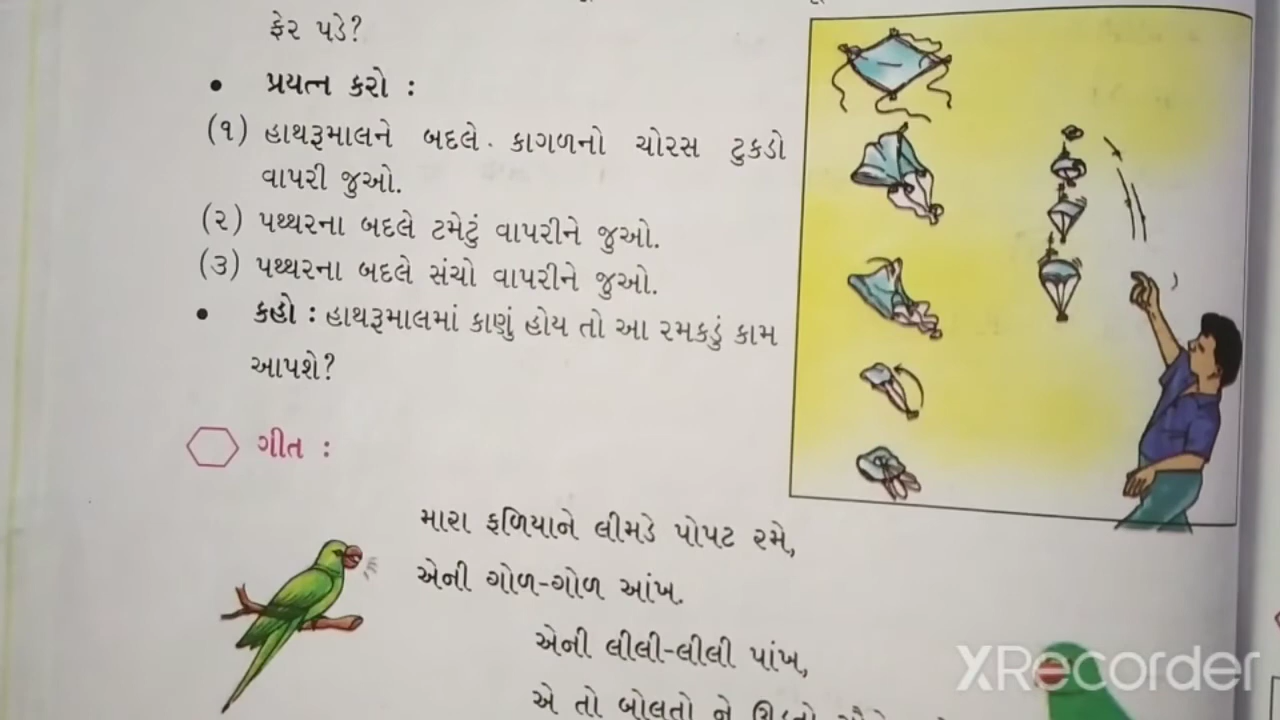 ફેર પડે?
• પ્રયત્ન કરો :
(૧) હાથરૂમાલને બદલે. કાગળનો ચોરસ ટુકડો
વાપરી જુઓ.
(૨) પથ્થરના બદલે ટમેટું વાપરીને જુઓ.
(૩) પથ્થરના બદલે સંચો વાપરીને જુઓ.
• કહો : હાથરૂમાલમાં કાણું હોય તો આ રમકડું કામ
આપશે?
ગીત :
મારા ફળિયાને લીમડે પોપટ રમે,
એની ગોળ-ગોળ આંખ.
એની લીલી-લીલી પાંખ,
એ તો બોલતો ને
XRecorder